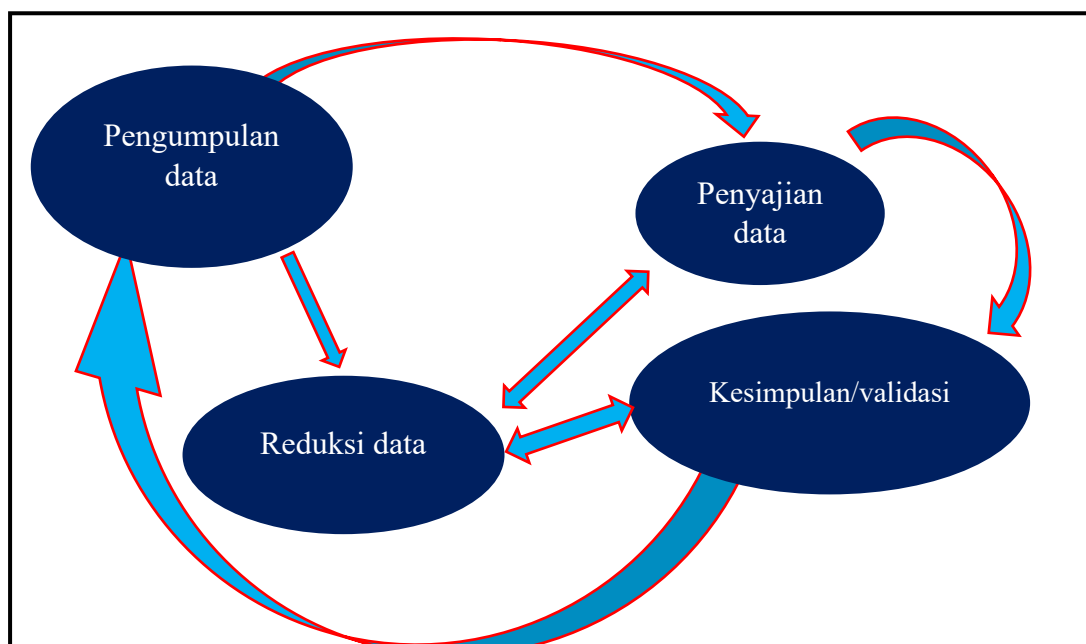 Pengumpulan
data
Penyajian
data
Kesimpulan/validasi
Reduksi data